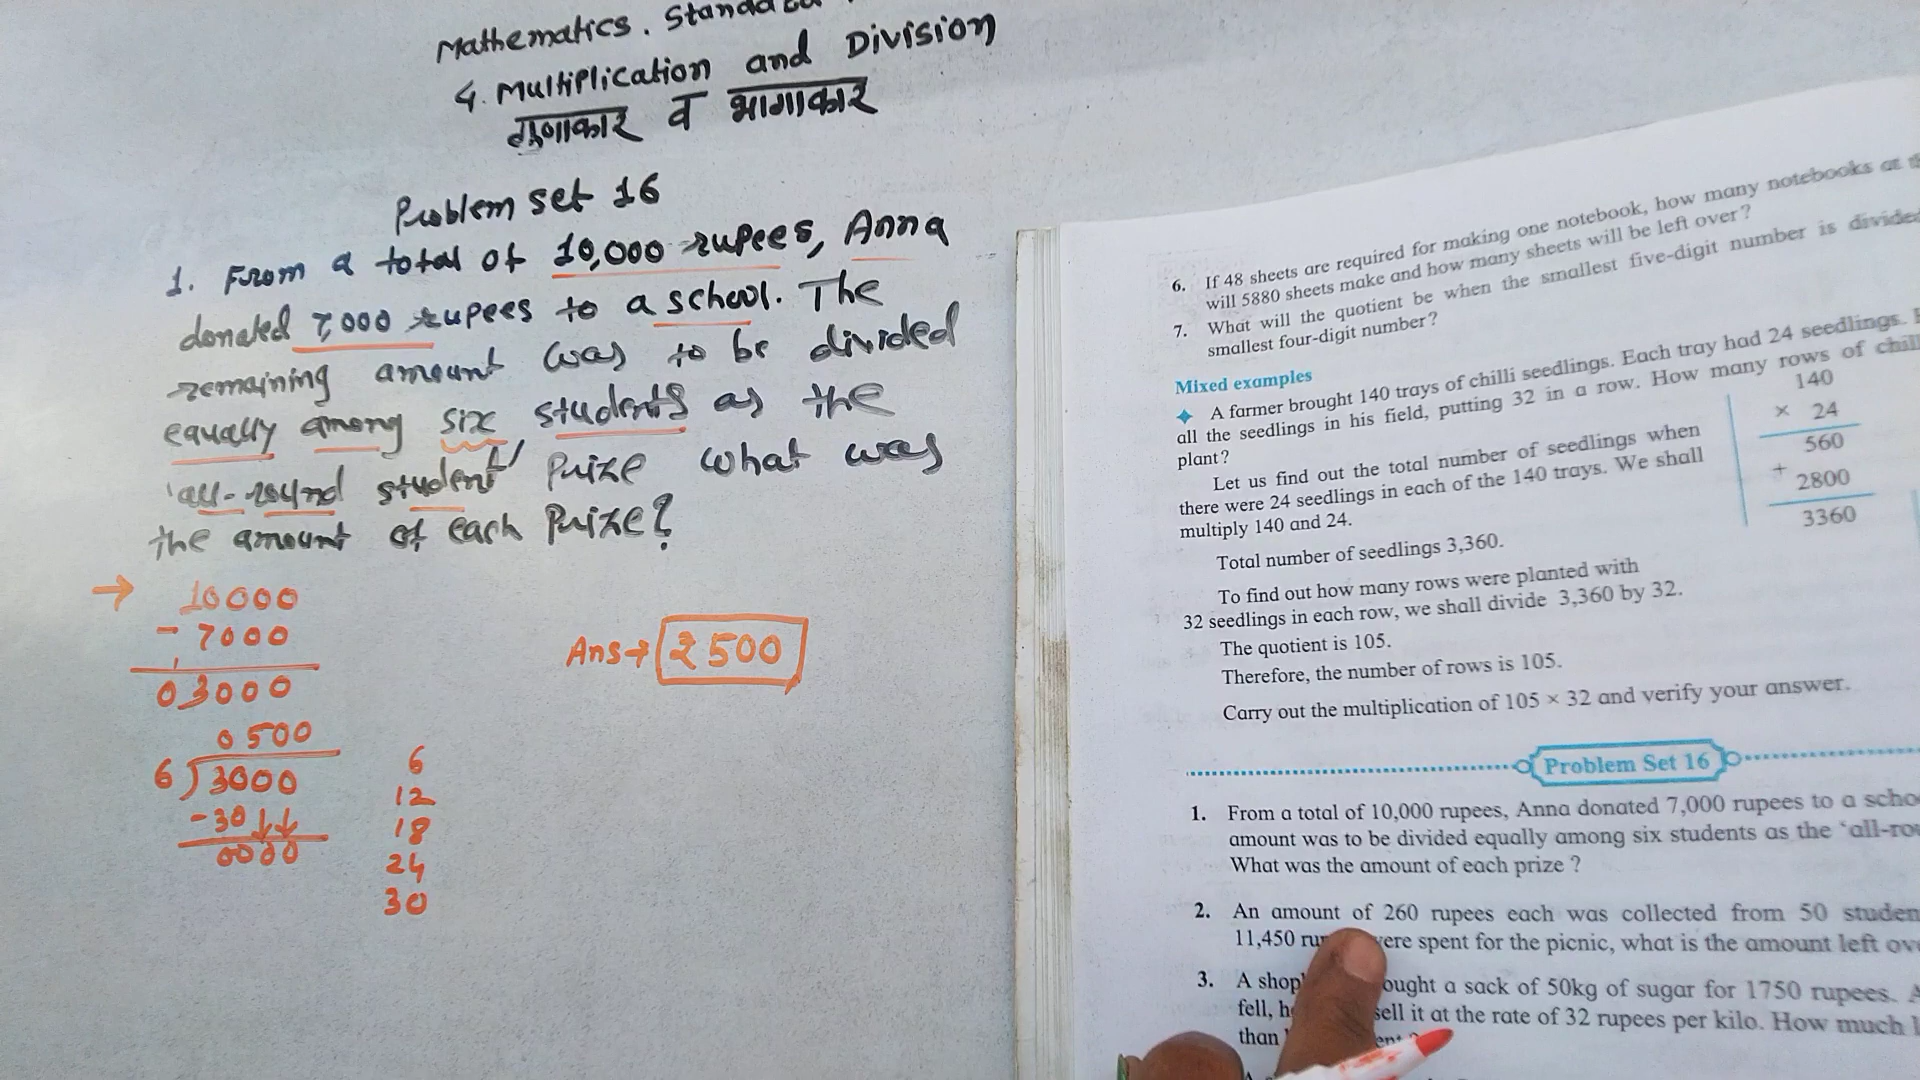 Mathematics. Standard
4. Multiplication and Division
गुणाकार व भागाकार
Problem set 16
1. From a total of 10,000 rupees, Anna
donated 7,000 rupees to a school. The
remaining amount was to be divided
equally among six students as the
'all-round student' Prize what was
the amount of each Prize?
→ 10000
- 7000
03000
0500
6)3000
-30↓↓
0000
6
12
18
24
30
Ans→ ₹500
6. If 48 sheets are required for making one notebook, how many notebooks at
will 5880 sheets make and how many sheets will be left over?
7. What will the quotient be when the smallest five-digit number is divided
smallest four-digit number?
Mixed examples
A farmer brought 140 trays of chilli seedlings. Each tray had 24 seedlings.
all the seedlings in his field, putting 32 in a row. How many rows of
plant?
Let us find out the total number of seedlings when
there were 24 seedlings in each of the 140 trays. We shall
multiply 140 and 24.
140
× 24
560
+
2800
3360
Total number of seedlings 3,360.
To find out how many rows were planted with
32 seedlings in each row, we shall divide 3,360 by 32.
The quotient is 105.
Therefore, the number of rows is 105.
Carry out the multiplication of 105 × 32 and verify your answer.
Problem Set 16
1. From a total of 10,000 rupees, Anna donated 7,000 rupees to a
amount was to be divided equally among six students as the
What was the amount of each prize ?
2. An amount of 260 rupees each was collected from 50
11,450 were spent for the picnic, what is the amount left
3. A ought a sack of 50kg of sugar for 1750 rupees.
fell, sell it at the rate of 32 rupees per kilo. How much
than